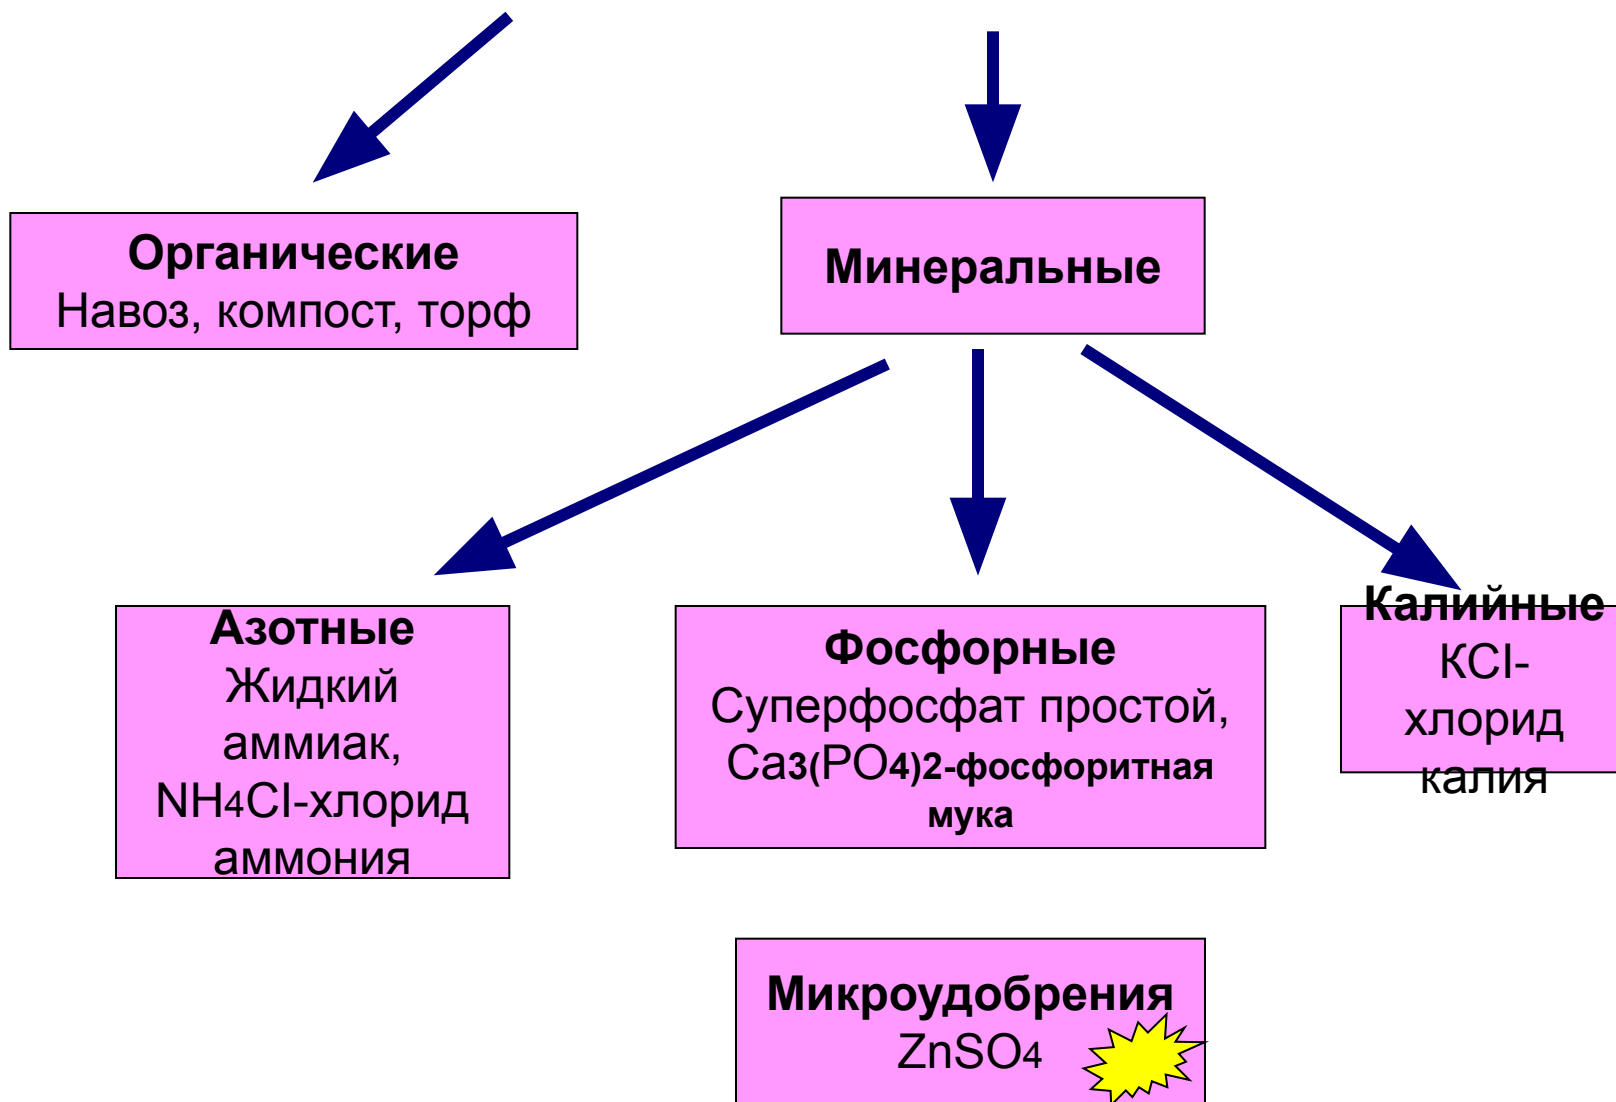 Органические
Навоз, компост, торф
Минеральные
Азотные
Жидкий
аммиак,
NH4Cl-хлорид
аммония
Фосфорные
Суперфосфат простой,
Ca3(PO4)2-фосфоритная
мука
Калийные
KCl-
хлорид
калия
Микроудобрения
ZnSO4